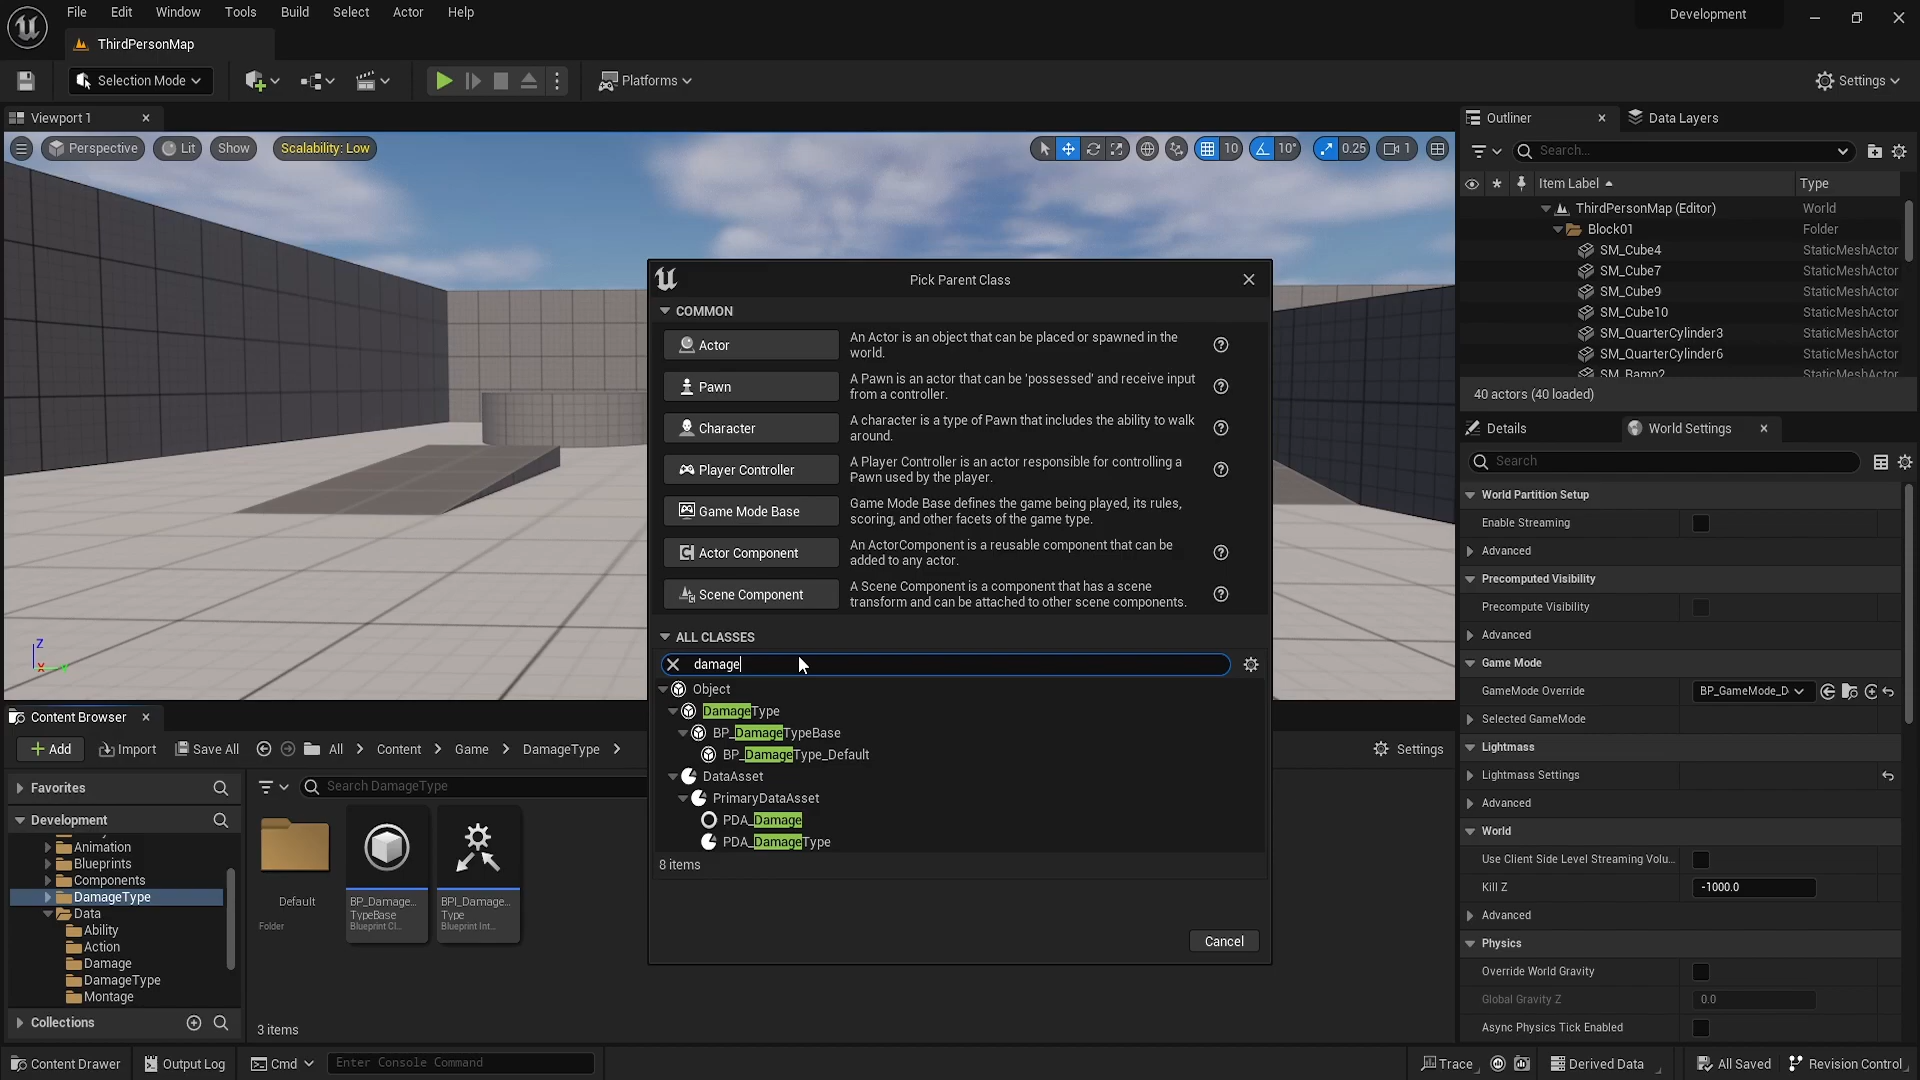 File Edit Window Tools Build Select Actor Help
Development
ThirdPersonMap
Selection Mode
Platforms
Settings
Viewport 1
Perspective Lit Show Scalability: Low
10 10° 0.25 1
Outliner Data Layers
Search...
Item Label Type
ThirdPersonMap (Editor) World
Block01 Folder
SM_Cube4 StaticMeshActor
SM_Cube7 StaticMeshActor
SM_Cube9 StaticMeshActor
SM_Cube10 StaticMeshActor
SM_QuarterCylinder3 StaticMeshActor
SM_QuarterCylinder6 StaticMeshActor
SM_Ramp2 StaticMeshActor
40 actors (40 loaded)
Details World Settings
Search
World Partition Setup
Enable Streaming
Advanced
Precomputed Visibility
Precompute Visibility
Advanced
Game Mode
GameMode Override BP_GameMode_D
Selected GameMode
Lightmass
Lightmass Settings
Advanced
World
Use Client Side Level Streaming Volu...
Kill Z -1000.0
Advanced
Physics
Override World Gravity
Global Gravity Z 0.0
Async Physics Tick Enabled
Pick Parent Class
COMMON
Actor
An Actor is an object that can be placed or spawned in the
world.
Pawn
A Pawn is an actor that can be 'possessed' and receive input
from a controller.
Character
A character is a type of Pawn that includes the ability to walk
around.
Player Controller
A Player Controller is an actor responsible for controlling a
Pawn used by the player.
Game Mode Base
Game Mode Base defines the game being played, its rules,
scoring, and other facets of the game type.
Actor Component
An ActorComponent is a reusable component that can be
added to any actor.
Scene Component
A Scene Component is a component that has a scene
transform and can be attached to other scene components.
ALL CLASSES
damage
Object
DamageType
BP_DamageTypeBase
BP_DamageType_Default
DataAsset
PrimaryDataAsset
PDA_Damage
PDA_DamageType
8 items
Cancel
Z
X
Content Browser
Add Import Save All All Content Game DamageType Settings
Favorites
Development
Animation
Blueprints
Components
DamageType
Data
Ability
Action
Damage
DamageType
Montage
Collections
Search DamageType
Default
Folder
BP_Damage...
TypeBase
Blueprint Cl...
BPI_Damage...
Type
Blueprint Int...
3 items
Content Drawer Output Log Cmd Enter Console Command Trace Derived Data All Saved Revision Control